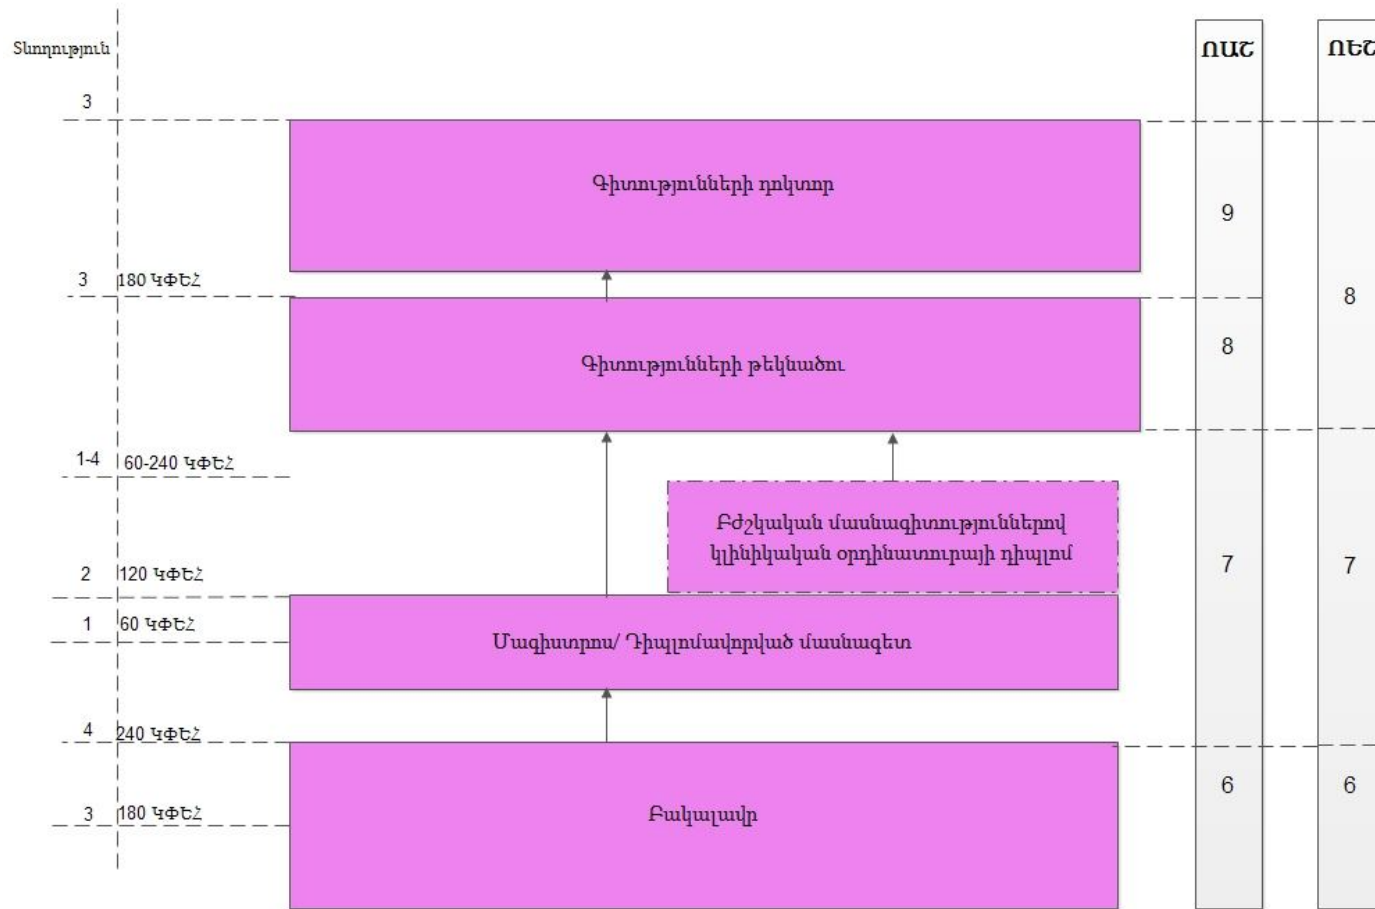 Տևողություն
ՈԱՇ
ՈԵՇ
3
Գիտությունների դոկտոր
9
3 180 ԿՓԵՀ
8
Գիտությունների թեկնածու
8
1-4 60-240 ԿՓԵՀ
Բժշկական մասնագիտություններով
կլինիկական օրդինատուրայի դիպլոմ
7
7
2 120 ԿՓԵՀ
1 60 ԿՓԵՀ
Մագիստրոս/ Դիպլոմավորված մասնագետ
4 240 ԿՓԵՀ
6
6
3 180 ԿՓԵՀ
Բակալավր